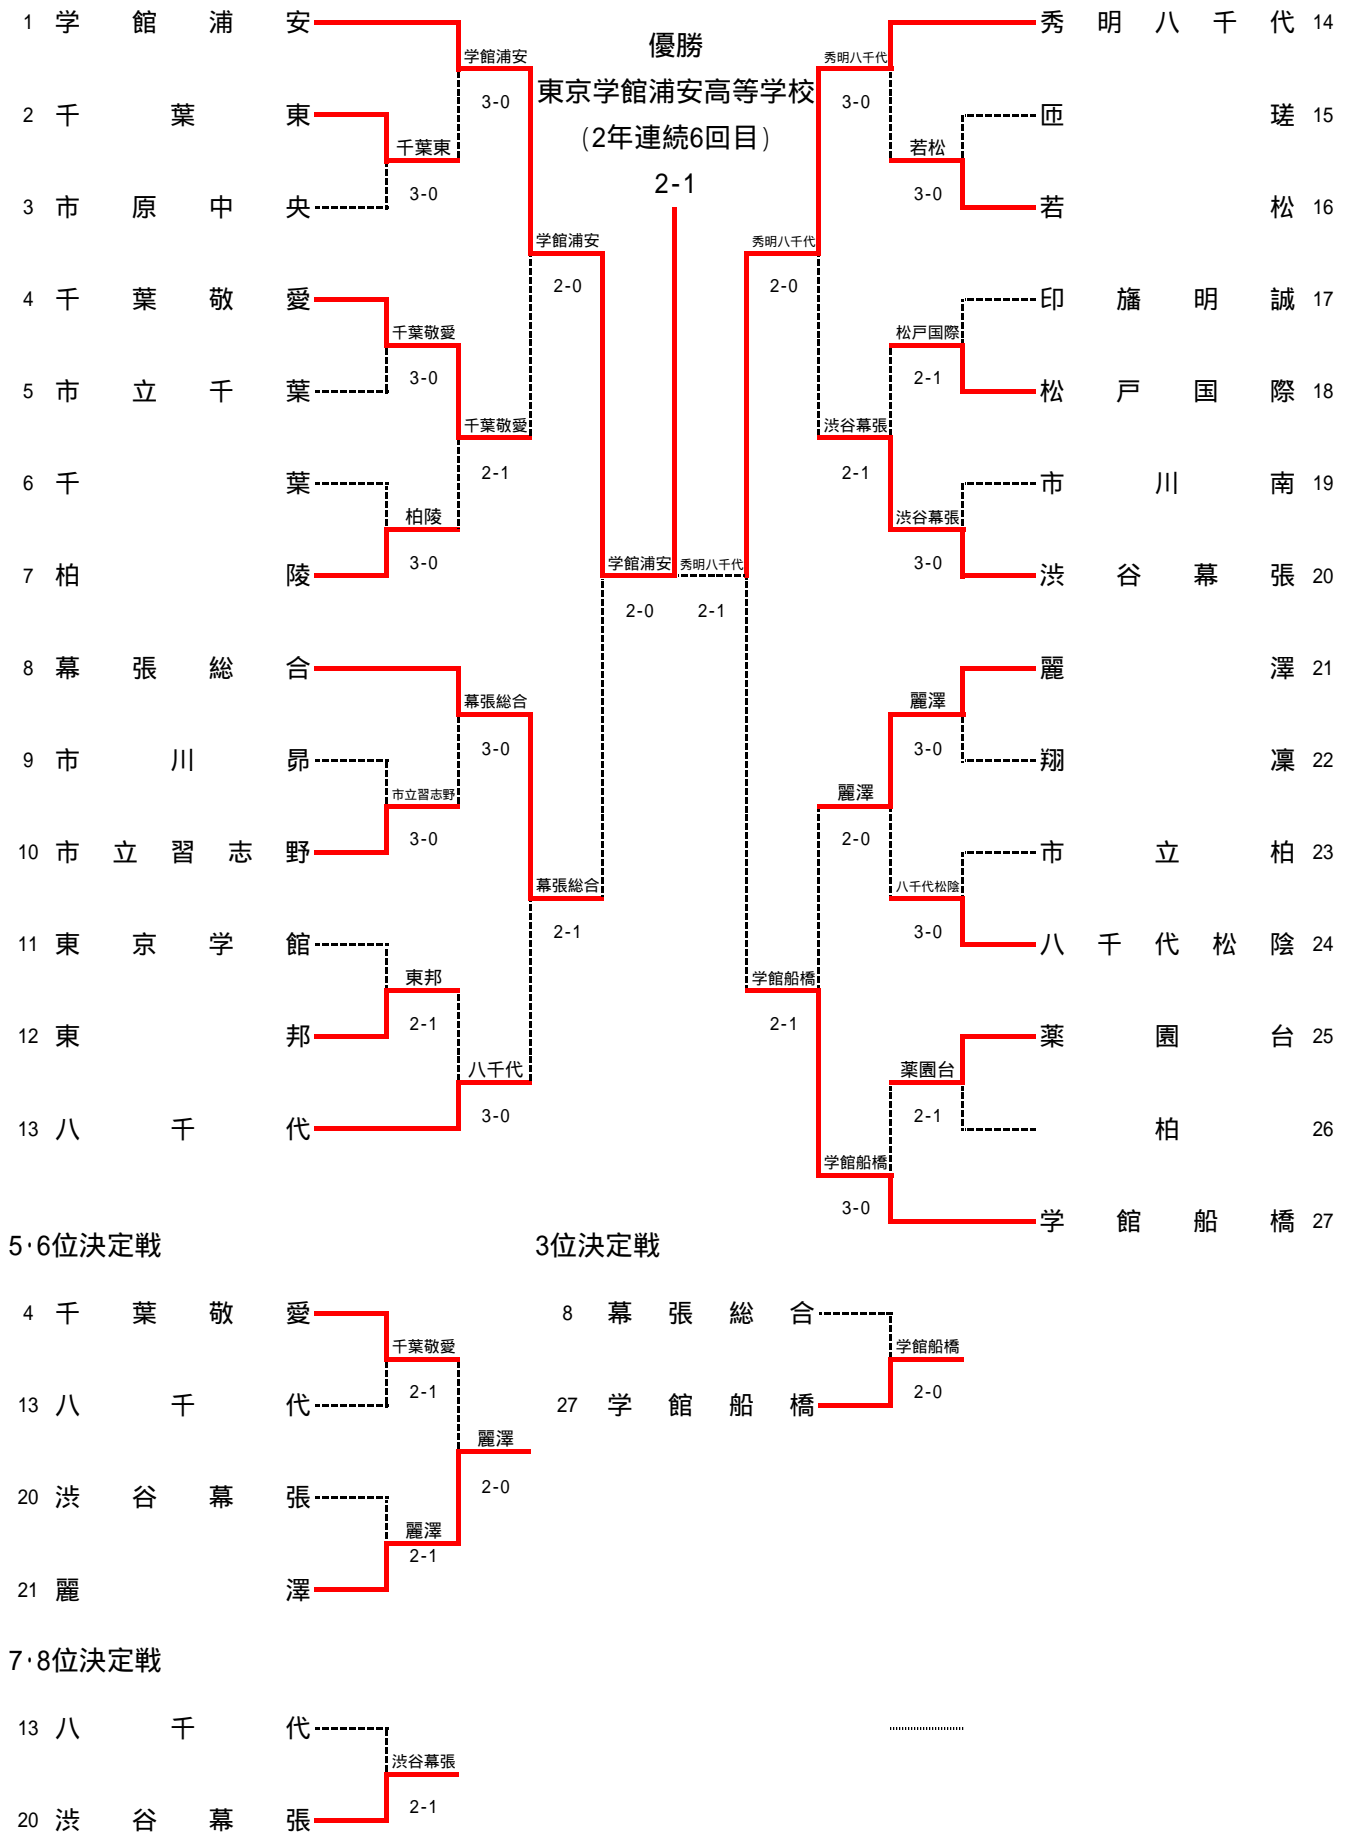 1 学館浦安
2 千葉東
3 市原中央
4 千葉敬愛
5 市立千葉
6 千葉
7 柏陵
8 幕張総合
9 市川昴
10 市立習志野
11 東京学館
12 東邦
13 八千代
千葉東
3-0
千葉敬愛
3-0
柏陵
3-0
市立習志野
3-0
東邦
2-1
学館浦安
3-0
千葉敬愛
2-1
幕張総合
3-0
八千代
3-0
学館浦安
2-0
幕張総合
2-1
学館浦安
2-0
優勝
東京学館浦安高等学校
(2年連続6回目)
2-1
秀明八千代
2-1
秀明八千代
2-0
学館船橋
2-1
秀明八千代
3-0
渋谷幕張
2-1
麗澤
2-0
学館船橋
3-0
若松
3-0
松戸国際
2-1
渋谷幕張
3-0
麗澤
3-0
八千代松陰
3-0
薬園台
2-1
秀明八千代 14
匝瑳 15
若松 16
印旛明誠 17
松戸国際 18
市川南 19
渋谷幕張 20
麗澤 21
翔凜 22
市立柏 23
八千代松陰 24
薬園台 25
柏 26
学館船橋 27
5・6位決定戦
4 千葉敬愛
13 八千代
20 渋谷幕張
21 麗澤
千葉敬愛
2-1
麗澤
2-1
麗澤
2-0
3位決定戦
8 幕張総合
27 学館船橋
学館船橋
2-0
7・8位決定戦
13 八千代
20 渋谷幕張
渋谷幕張
2-1